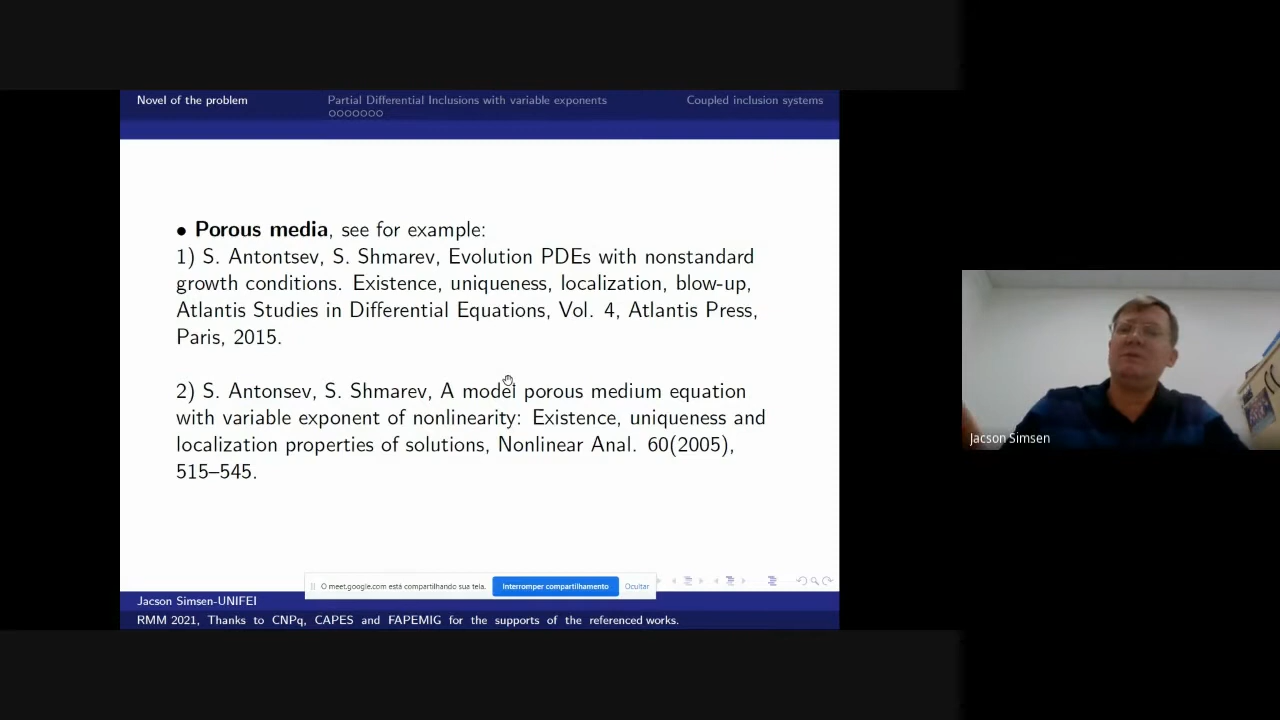 Novel of the problem
Partial Differential Inclusions with variable exponents
Coupled inclusion systems
• Porous media, see for example:
1) S. Antontsev, S. Shmarev, Evolution PDEs with nonstandard
growth conditions. Existence, uniqueness, localization, blow-up,
Atlantis Studies in Differential Equations, Vol. 4, Atlantis Press,
Paris, 2015.
2) S. Antonsev, S. Shmarev, A model porous medium equation
with variable exponent of nonlinearity: Existence, uniqueness and
localization properties of solutions, Nonlinear Anal. 60(2005),
515–545.
Jacson Simsen
O meet.google.com está compartilhando sua tela.
Interromper compartilhamento
Ocultar
Jacson Simsen-UNIFEI
RMM 2021, Thanks to CNPq, CAPES and FAPEMIG for the supports of the referenced works.